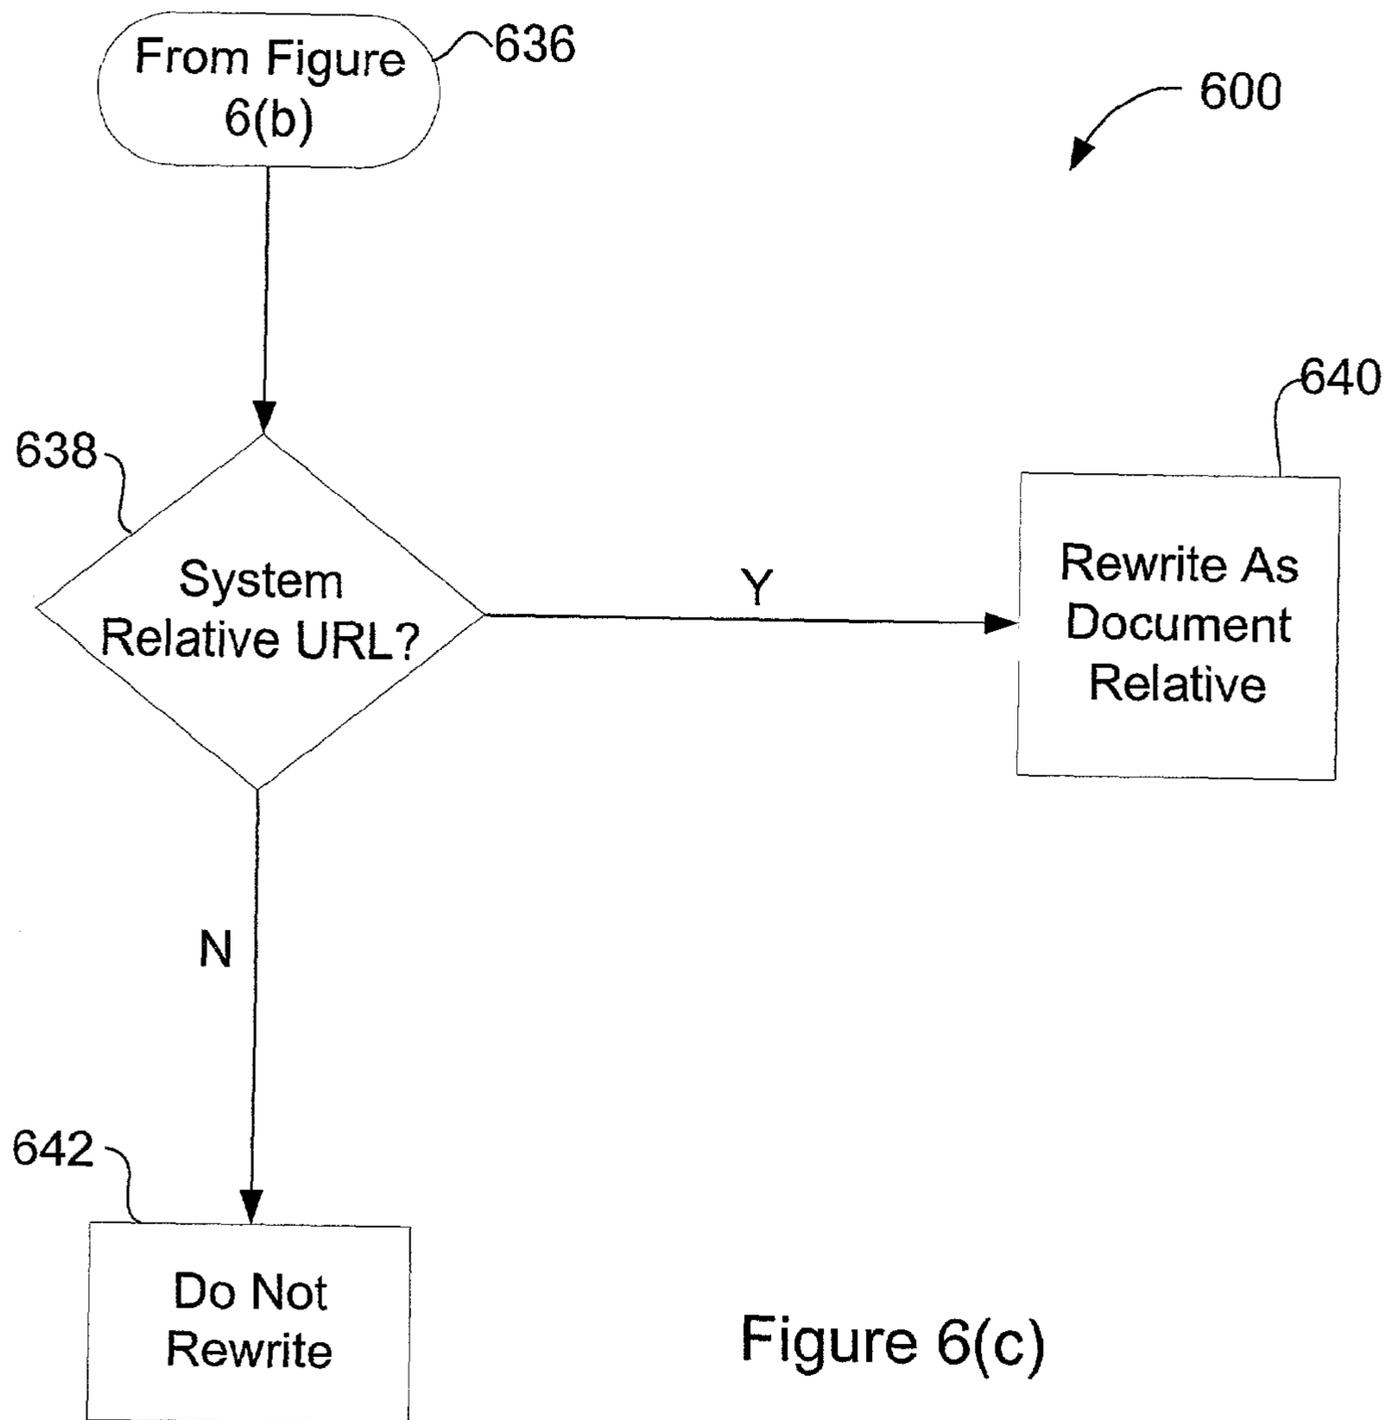 From Figure
6(b)
636
600
638
System
Relative URL?
Y
640
Rewrite As
Document
Relative
N
642
Do Not
Rewrite
Figure 6(c)